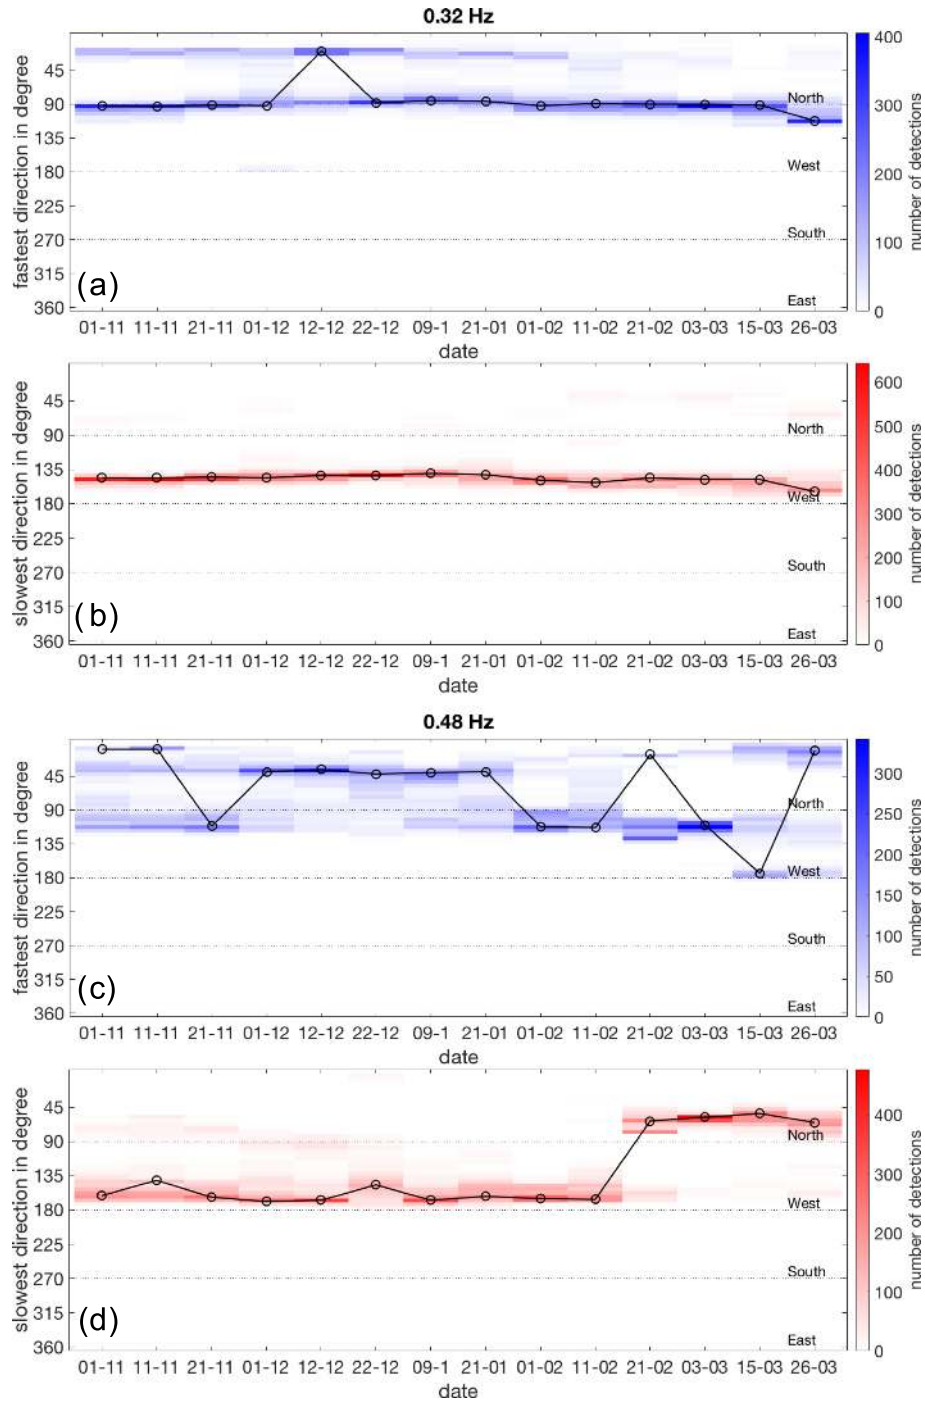 0.32 Hz
fastest direction in degree
45
90
135
180
225
270
315
360
North
West
South
East
(a)
01-11 11-11 21-11 01-12 12-12 22-12 09-1 21-01 01-02 11-02 21-02 03-03 15-03 26-03
date
400
300
200
100
0
number of detections
slowest direction in degree
45
90
135
180
225
270
315
360
North
West
South
East
(b)
01-11 11-11 21-11 01-12 12-12 22-12 09-1 21-01 01-02 11-02 21-02 03-03 15-03 26-03
date
600
500
400
300
200
100
0
number of detections
0.48 Hz
fastest direction in degree
45
90
135
180
225
270
315
360
North
West
South
East
(c)
01-11 11-11 21-11 01-12 12-12 22-12 09-1 21-01 01-02 11-02 21-02 03-03 15-03 26-03
date
300
250
200
150
100
50
0
number of detections
slowest direction in degree
45
90
135
180
225
270
315
360
North
West
South
East
(d)
01-11 11-11 21-11 01-12 12-12 22-12 09-1 21-01 01-02 11-02 21-02 03-03 15-03 26-03
date
400
300
200
100
0
number of detections